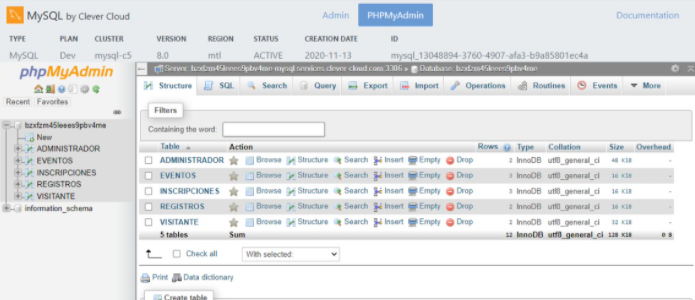 MySQL by Clever Cloud Admin PHPMyAdmin Documentation
TYPE PLAN CLUSTER VERSION REGION STATUS CREATION DATE ID
MySQL Dev mysql-c5 8.0 mtl ACTIVE 2020-11-13 mysql_13048894-3760-4907-afa3-b9a85801ec4a
phpMyAdmin
Recent Favorites
bzxfzm45leees9pbv4me
New
ADMINISTRADOR
EVENTOS
INSCRIPCIONES
REGISTROS
VISITANTE
information_schema
Server: bzxfzm45leees9pbv4me-mysql.services.clever-cloud.com:3306 » Database: bzxfzm45leees9pbv4me
Structure SQL Search Query Export Import Operations Routines Events More
Filters
Containing the word:
Table Action Rows Type Collation Size Overhead
ADMINISTRADOR Browse Structure Search Insert Empty Drop 2 InnoDB utf8_general_ci 48 KiB -
EVENTOS Browse Structure Search Insert Empty Drop 3 InnoDB utf8_general_ci 16 KiB -
INSCRIPCIONES Browse Structure Search Insert Empty Drop InnoDB utf8_general_ci 16 KiB -
REGISTROS Browse Structure Search Insert Empty Drop InnoDB utf8_general_ci 16 KiB -
VISITANTE Browse Structure Search Insert Empty Drop InnoDB utf8_general_ci 32 KiB -
5 tables Sum 12 InnoDB utf8_general_ci 128 KiB 0 B
Check all With selected:
Print Data dictionary
Create table